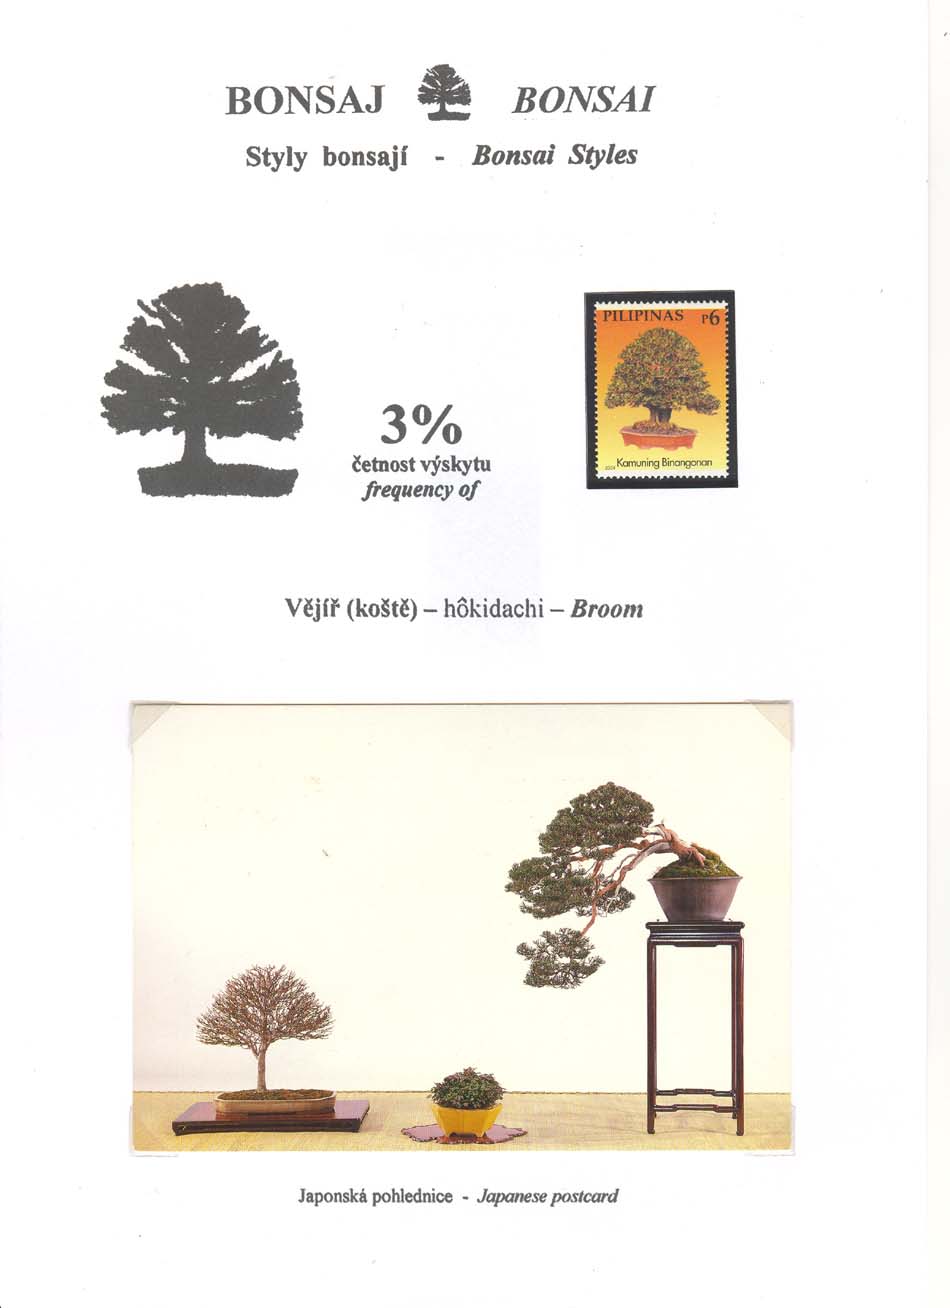 BONSAJ BONSAI
Styly bonsají - Bonsai Styles
PILIPINAS P6
3%
četnost výskytu
frequency of
2004 Kamuning Binangonan
Vějíř (koště) – hôkidachi – Broom
Japonská pohlednice - Japanese postcard